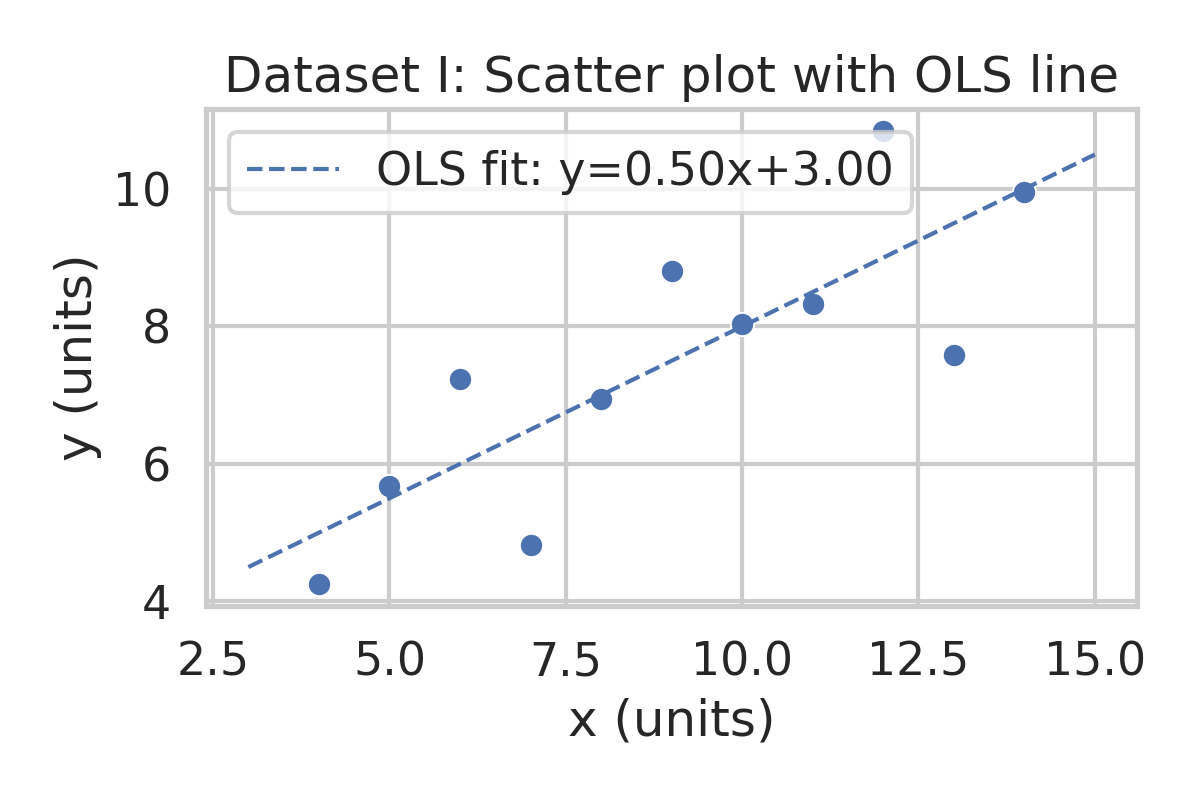 Dataset I: Scatter plot with OLS line
OLS fit: y=0.50x+3.00
y (units)
10
8
6
4
2.5 5.0 7.5 10.0 12.5 15.0
x (units)